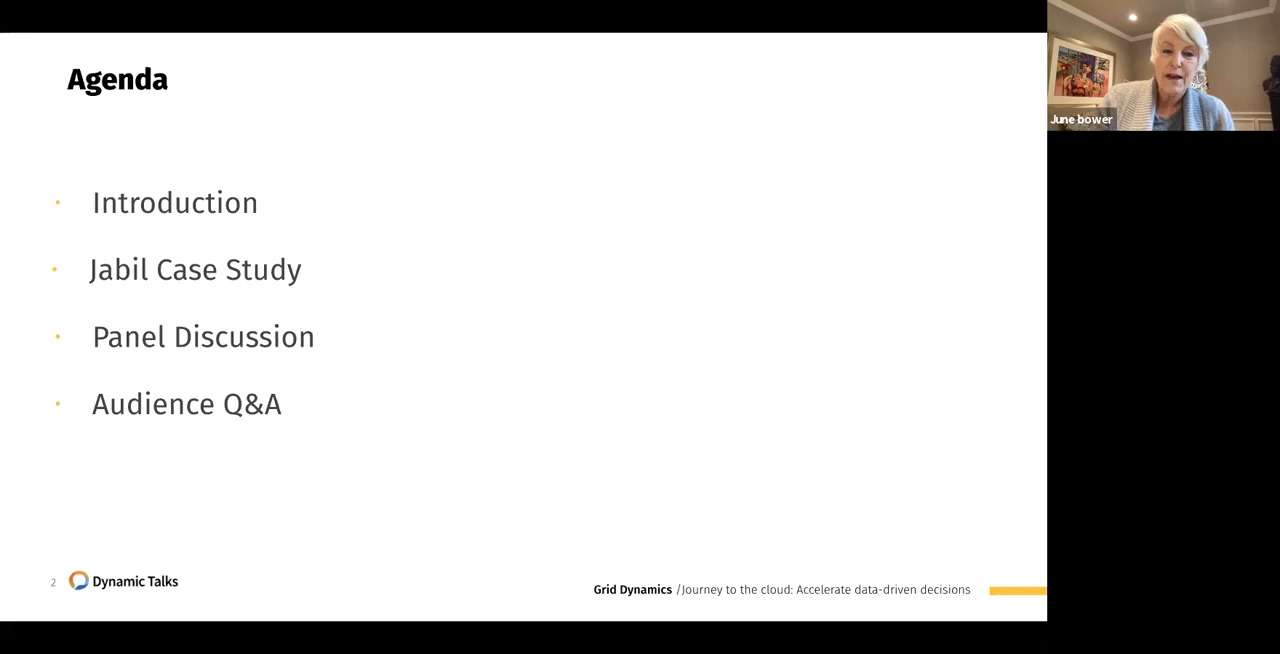 Agenda
· Introduction
· Jabil Case Study
· Panel Discussion
· Audience Q&A
2 Dynamic Talks
Grid Dynamics /Journey to the cloud: Accelerate data-driven decisions
June bower